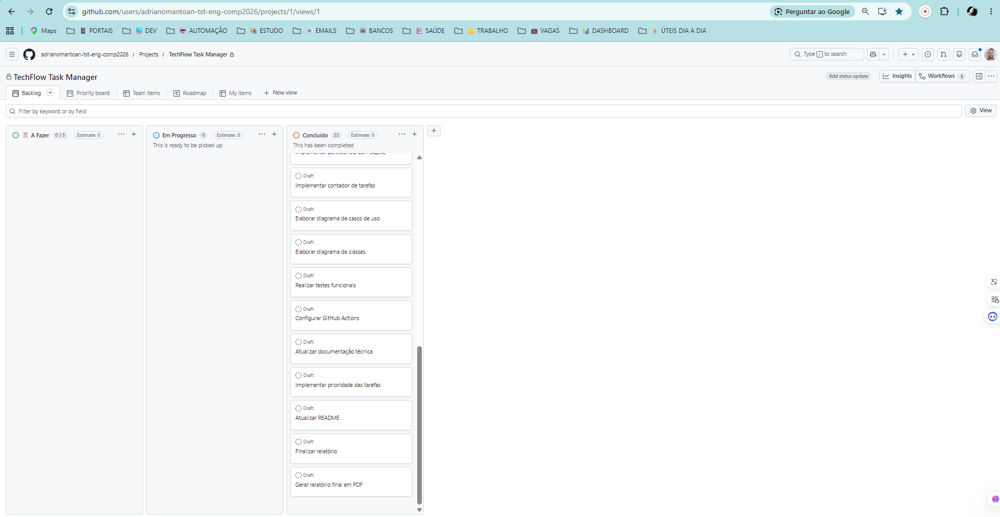 github.com/users/adrianomantoan-tst-eng-comp2026/projects/1/views/1
Perguntar ao Google
Maps PORTAIS DEV AUTOMAÇÃO ESTUDO EMAILS BANCOS SAÚDE TRABALHO VAGAS DASHBOARD ÚTEIS DIA A DIA
adrianomantoan-tst-eng-comp2026 / Projects / TechFlow Task Manager
Type / to search
TechFlow Task Manager
Add status update
Insights
Workflows 5
Backlog
Priority board
Team items
Roadmap
My items
New view
Filter by keyword or by field
View
A Fazer 0 / 5 Estimate: 0
Em Progresso 0 Estimate: 0
This is ready to be picked up
Concluído 23 Estimate: 0
This has been completed
Implementar persistência com SQLite
Draft
Implementar contador de tarefas
Draft
Elaborar diagrama de casos de uso
Draft
Elaborar diagrama de classes
Draft
Realizar testes funcionais
Draft
Configurar GitHub Actions
Draft
Atualizar documentação técnica
Draft
Implementar prioridade das tarefas
Draft
Atualizar README
Draft
Finalizar relatório
Draft
Gerar relatório final em PDF